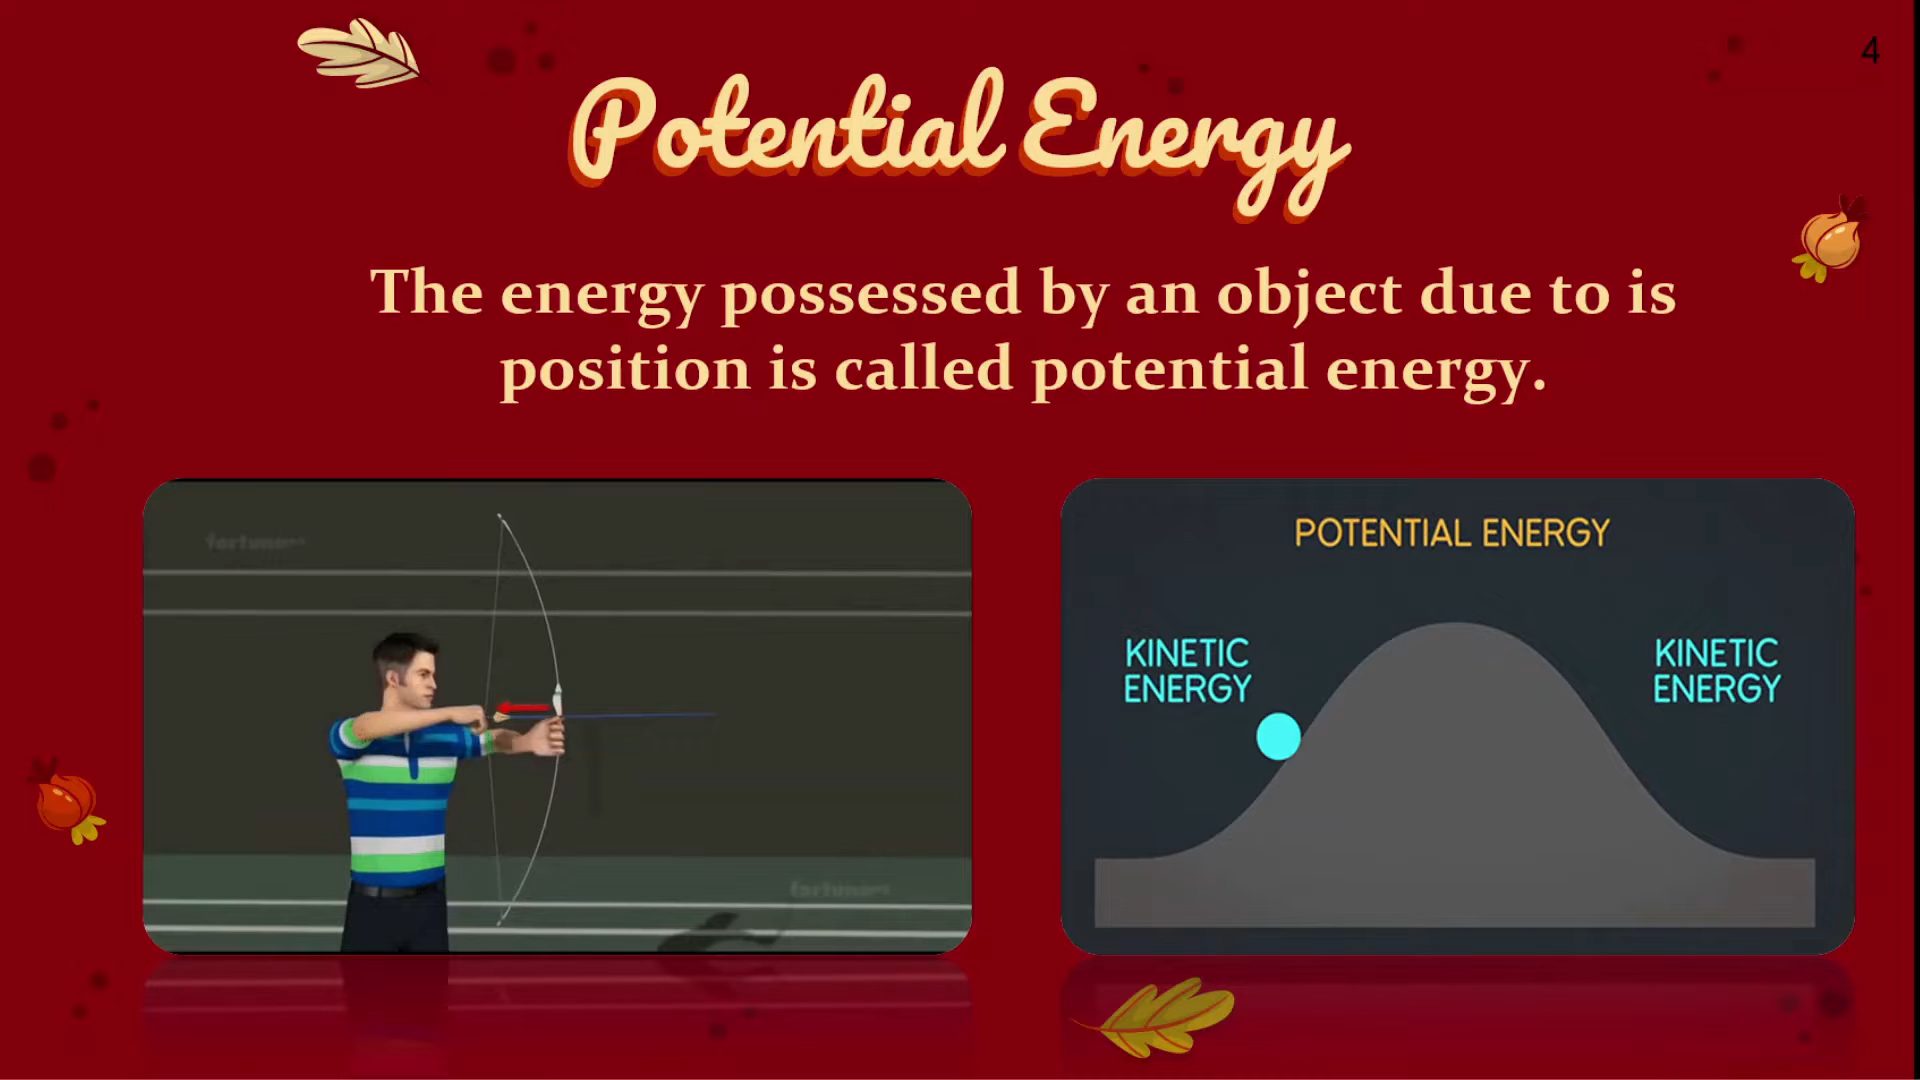 4
Potential Energy
The energy possessed by an object due to is
position is called potential energy.
POTENTIAL ENERGY
KINETIC
ENERGY
KINETIC
ENERGY